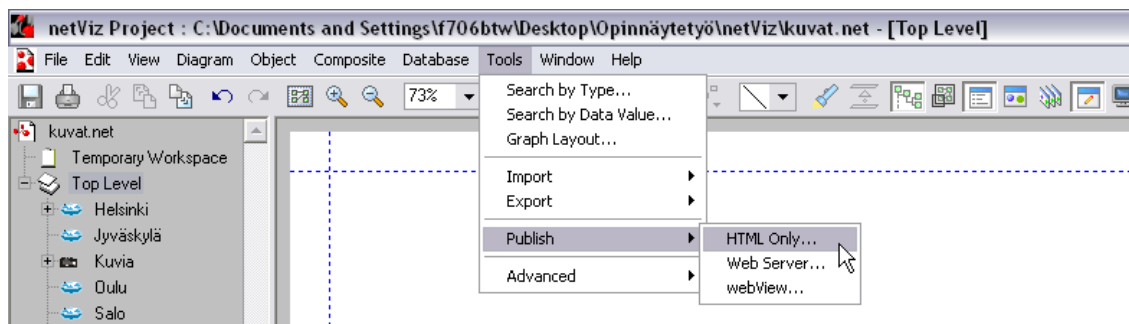 netViz Project : C:\Documents and Settings\f706btw\Desktop\Opinnäytetyö\netViz\kuvat.net - [Top Level]
File Edit View Diagram Object Composite Database Tools Window Help
73%
Search by Type...
Search by Data Value...
Graph Layout...
Import
Export
Publish
Advanced
HTML Only...
Web Server...
webView...
kuvat.net
Temporary Workspace
Top Level
Helsinki
Jyväskylä
Kuvia
Oulu
Salo